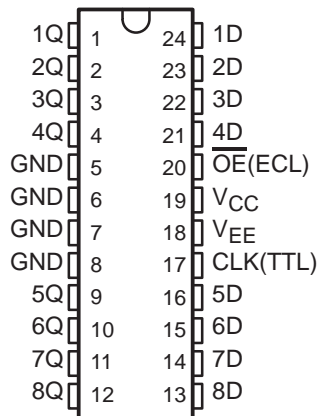 1Q 1 24 1D
2Q 2 23 2D
3Q 3 22 3D
4Q 4 21 4D
GND 5 20 O̅E̅(ECL)
GND 6 19 VCC
GND 7 18 VEE
GND 8 17 CLK(TTL)
5Q 9 16 5D
6Q 10 15 6D
7Q 11 14 7D
8Q 12 13 8D